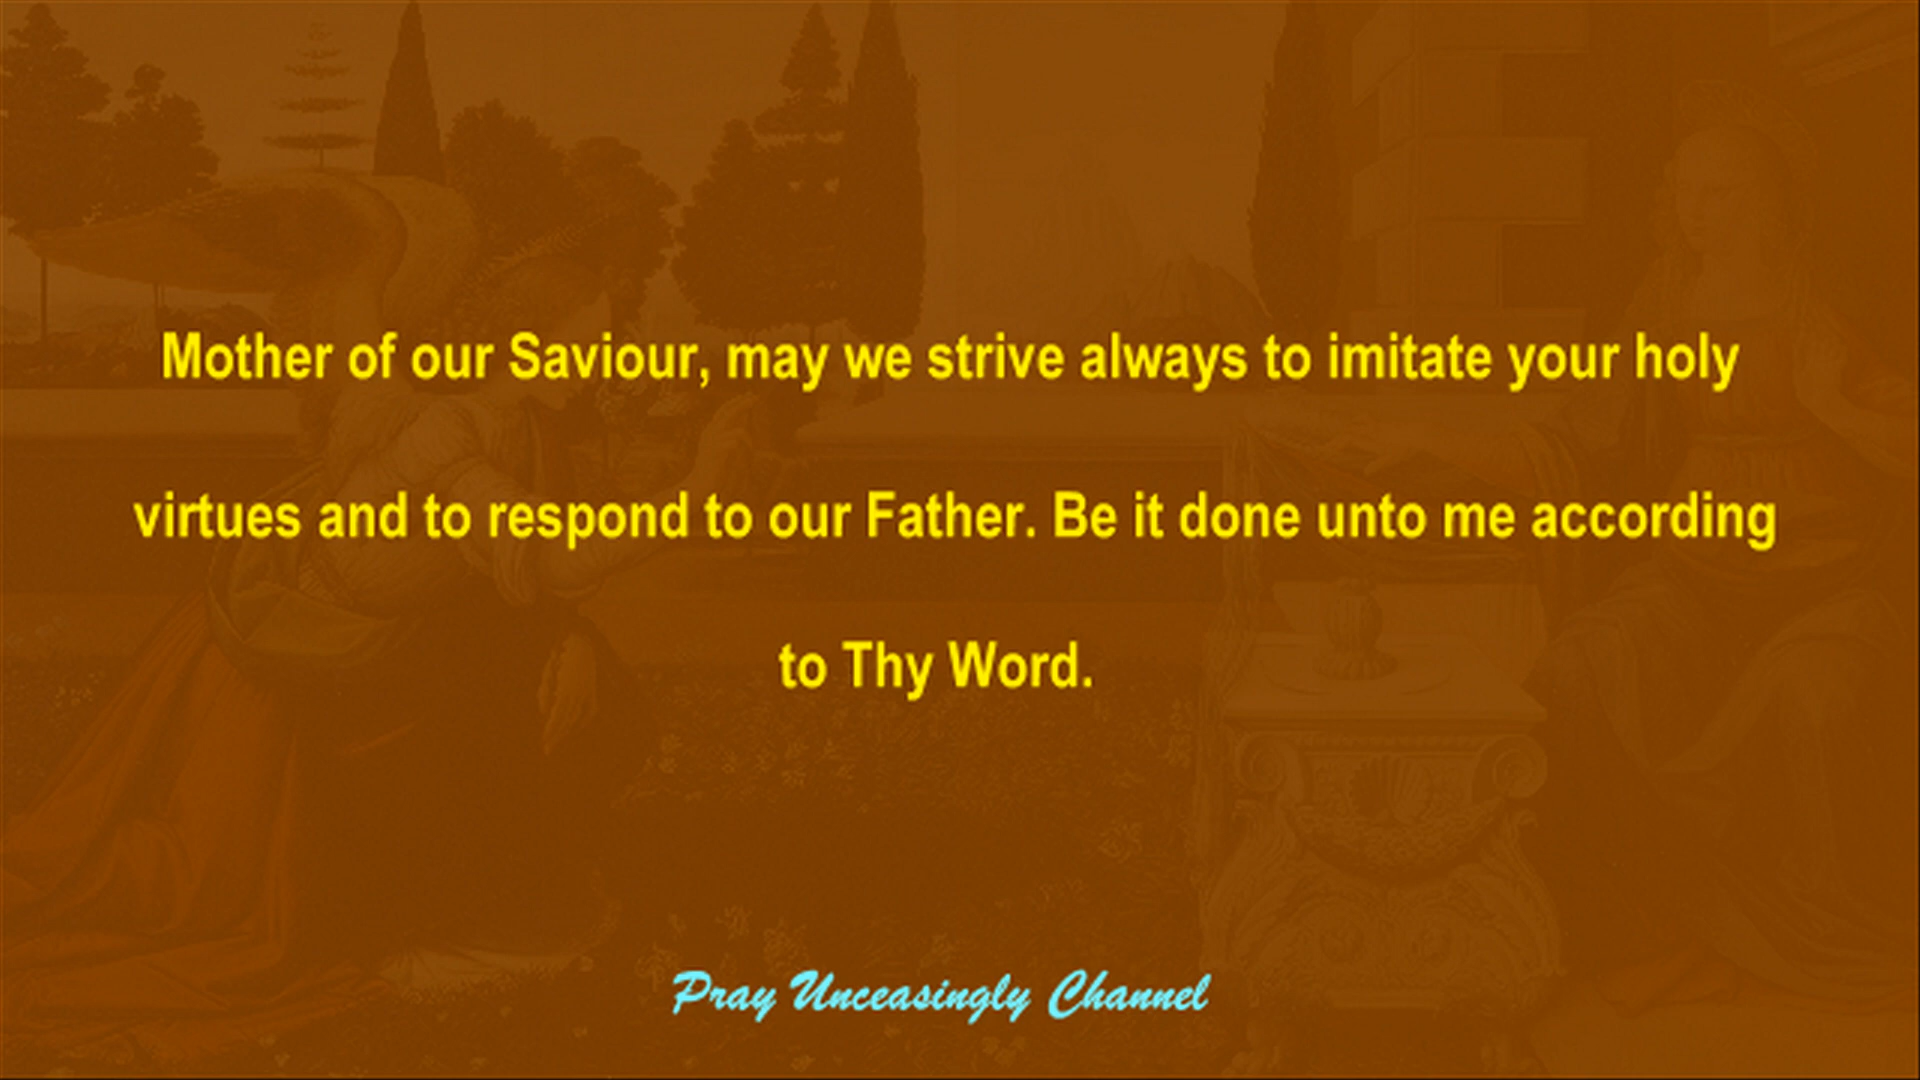 Mother of our Saviour, may we strive always to imitate your holy
virtues and to respond to our Father. Be it done unto me according
to Thy Word.
Pray Unceasingly Channel